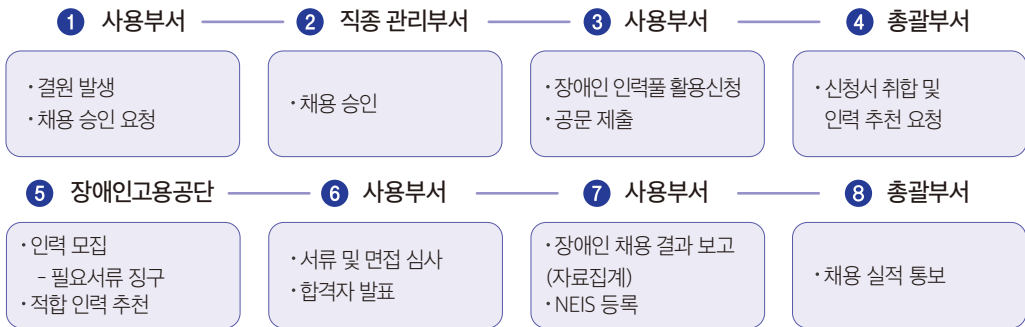 1 사용부서
2 직종 관리부서
3 사용부서
4 총괄부서
· 결원 발생
· 채용 승인 요청
· 채용 승인
· 장애인 인력풀 활용신청
· 공문 제출
· 신청서 취합 및
인력 추천 요청
5 장애인고용공단
6 사용부서
7 사용부서
8 총괄부서
· 인력 모집
- 필요서류 징구
· 적합 인력 추천
· 서류 및 면접 심사
· 합격자 발표
· 장애인 채용 결과 보고
(자료집계)
· NEIS 등록
· 채용 실적 통보